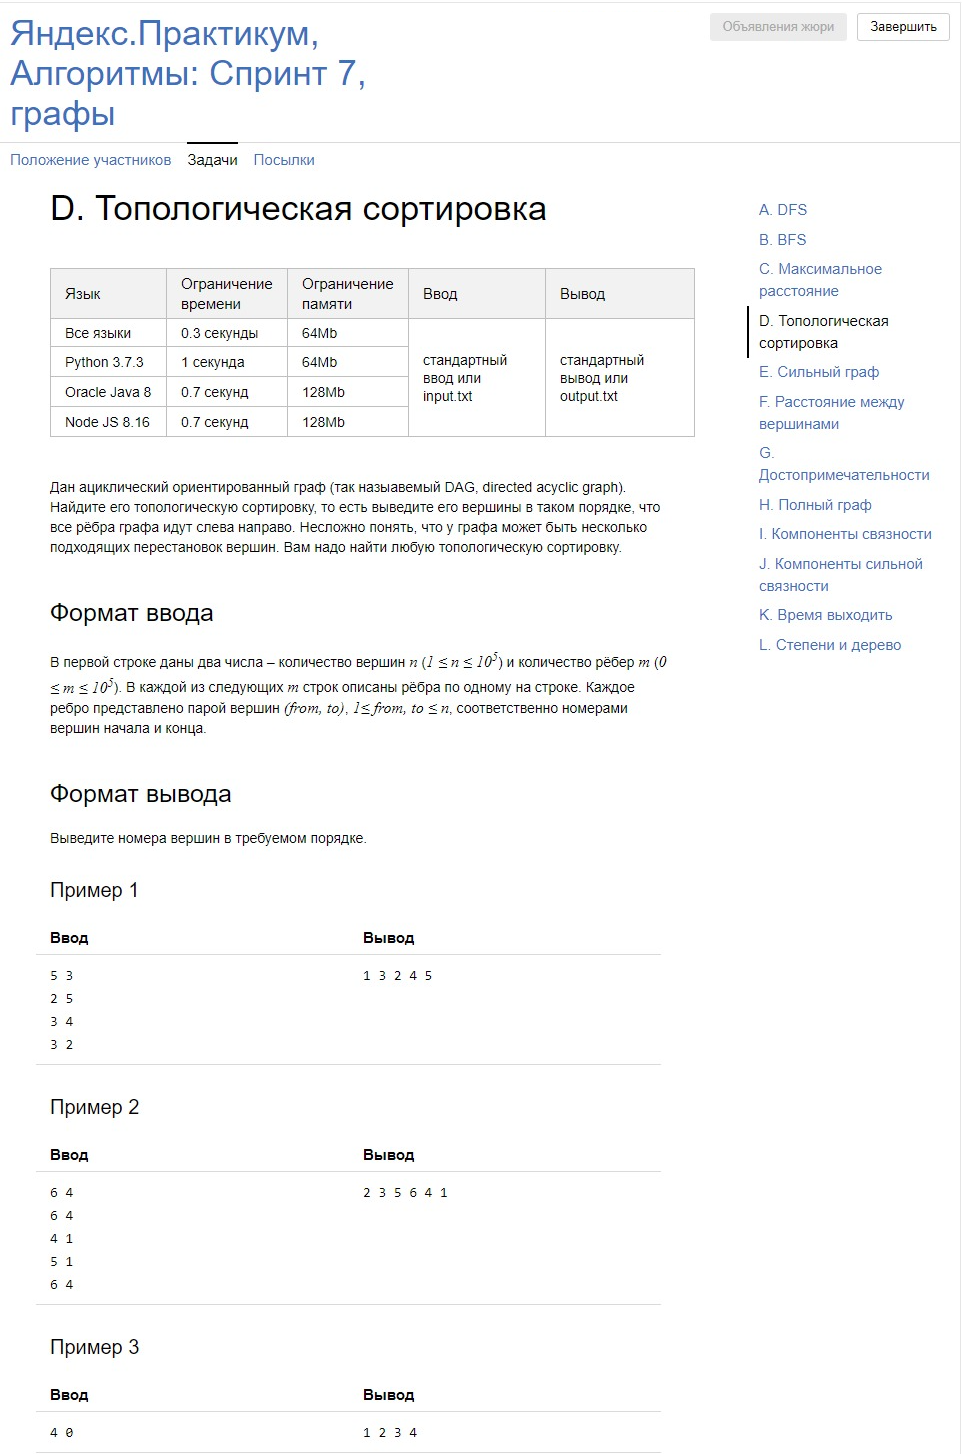 Яндекс.Практикум,
Алгоритмы: Спринт 7,
графы
Объявления жюри
Завершить
Положение участников Задачи Посылки
D. Топологическая сортировка
Язык Ограничение времени Ограничение памяти Ввод Вывод
Все языки 0.3 секунды 64Mb
Python 3.7.3 1 секунда 64Mb
Oracle Java 8 0.7 секунд 128Mb
Node JS 8.16 0.7 секунд 128Mb
стандартный ввод или input.txt
стандартный вывод или output.txt
Дан ациклический ориентированный граф (так назыаваемый DAG, directed acyclic graph).
Найдите его топологическую сортировку, то есть выведите его вершины в таком порядке, что
все рёбра графа идут слева направо. Несложно понять, что у графа может быть несколько
подходящих перестановок вершин. Вам надо найти любую топологическую сортировку.
Формат ввода
В первой строке даны два числа – количество вершин n (1 ≤ n ≤ 10⁵) и количество рёбер m (0
≤ m ≤ 10⁵). В каждой из следующих m строк описаны рёбра по одному на строке. Каждое
ребро представлено парой вершин (from, to), 1≤ from, to ≤ n, соответственно номерами
вершин начала и конца.
Формат вывода
Выведите номера вершин в требуемом порядке.
Пример 1
Ввод Вывод
5 3 1 3 2 4 5
2 5
3 4
3 2
Пример 2
Ввод Вывод
6 4 2 3 5 6 4 1
6 4
4 1
5 1
6 4
Пример 3
Ввод Вывод
4 0 1 2 3 4
A. DFS
B. BFS
C. Максимальное
расстояние
D. Топологическая
сортировка
E. Сильный граф
F. Расстояние между
вершинами
G.
Достопримечательности
H. Полный граф
I. Компоненты связности
J. Компоненты сильной
связности
K. Время выходить
L. Степени и дерево